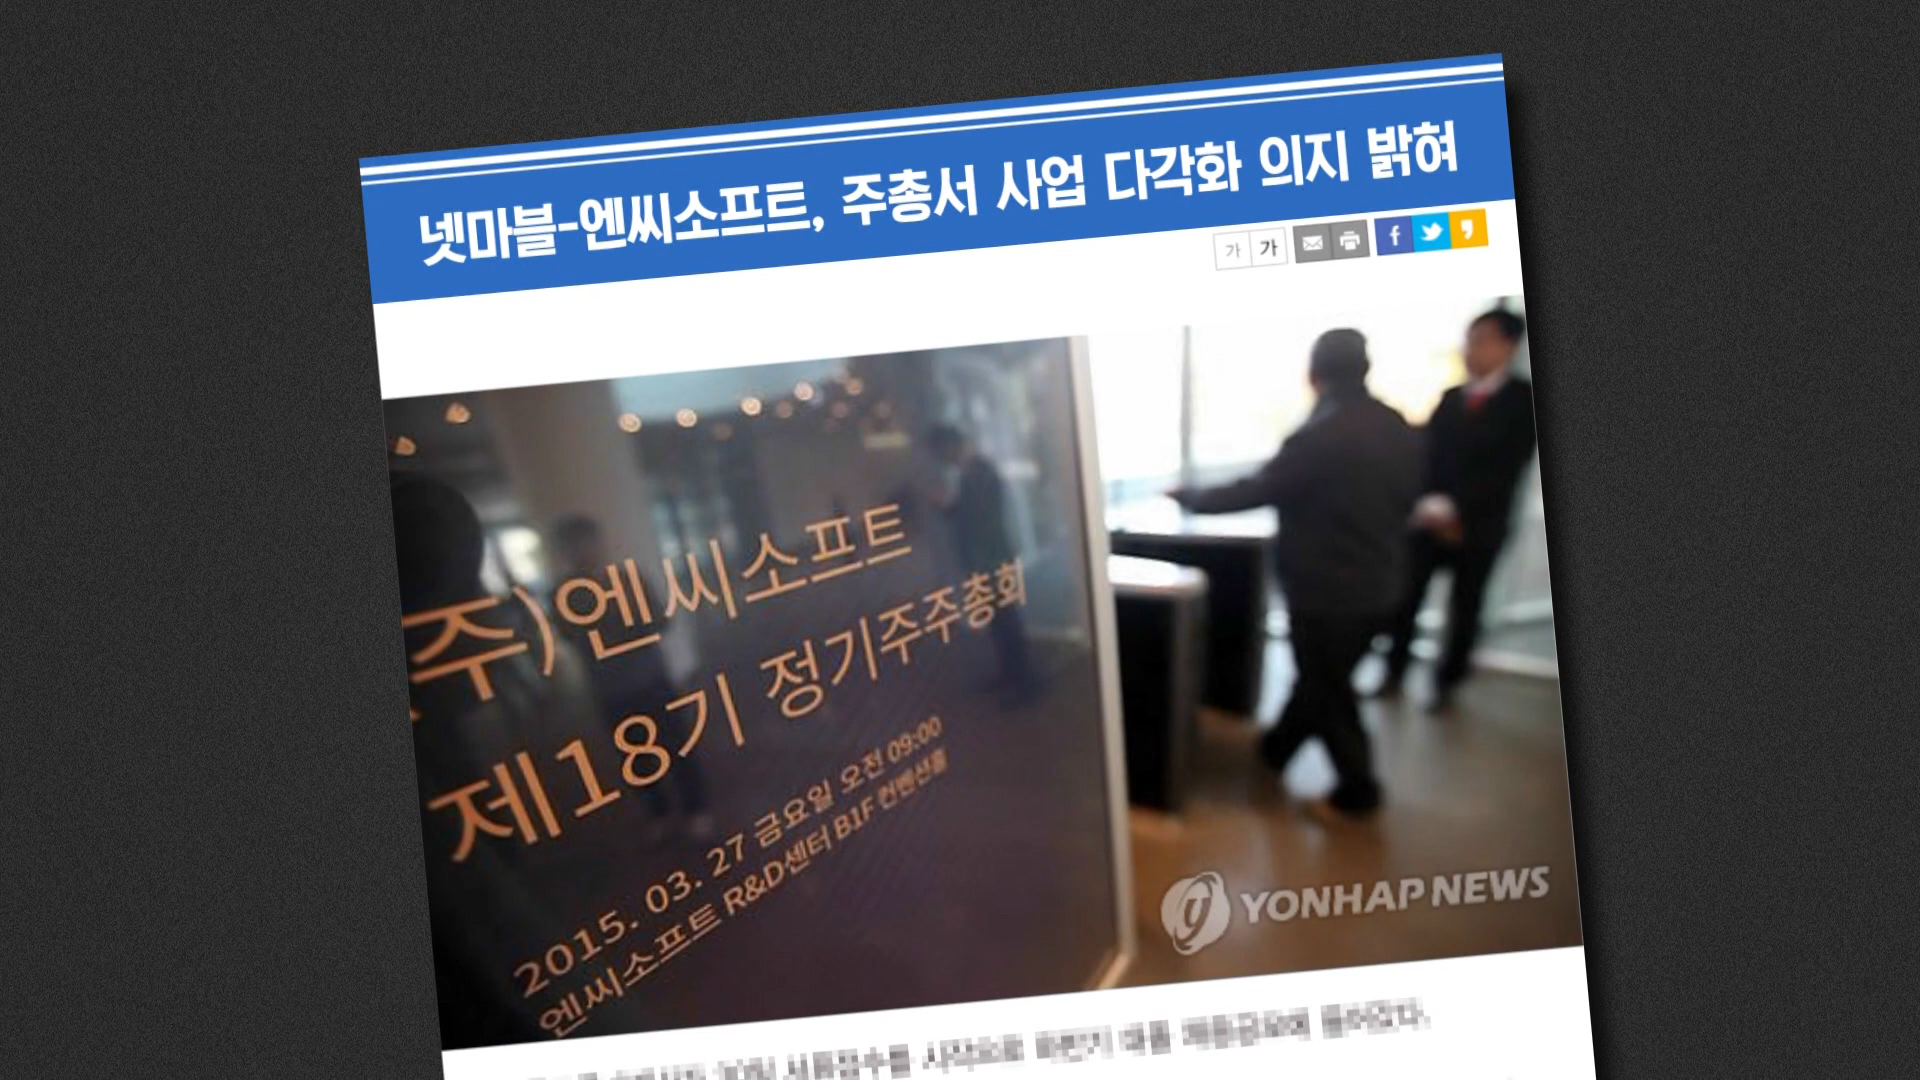 넷마블-엔씨소프트, 주총서 사업 다각화 의지 밝혀
가 가 f
(주)엔씨소프트
제18기 정기주주총회
2015. 03. 27 금요일 오전 09:00
엔씨소프트 R&D센터 B1F 컨벤션홀
YONHAP NEWS